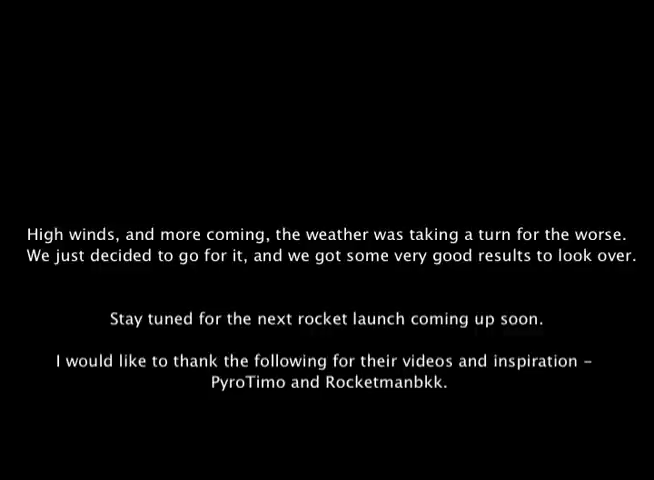 High winds, and more coming, the weather was taking a turn for the worse.
We just decided to go for it, and we got some very good results to look over.
Stay tuned for the next rocket launch coming up soon.
I would like to thank the following for their videos and inspiration –
PyroTimo and Rocketmanbkk.